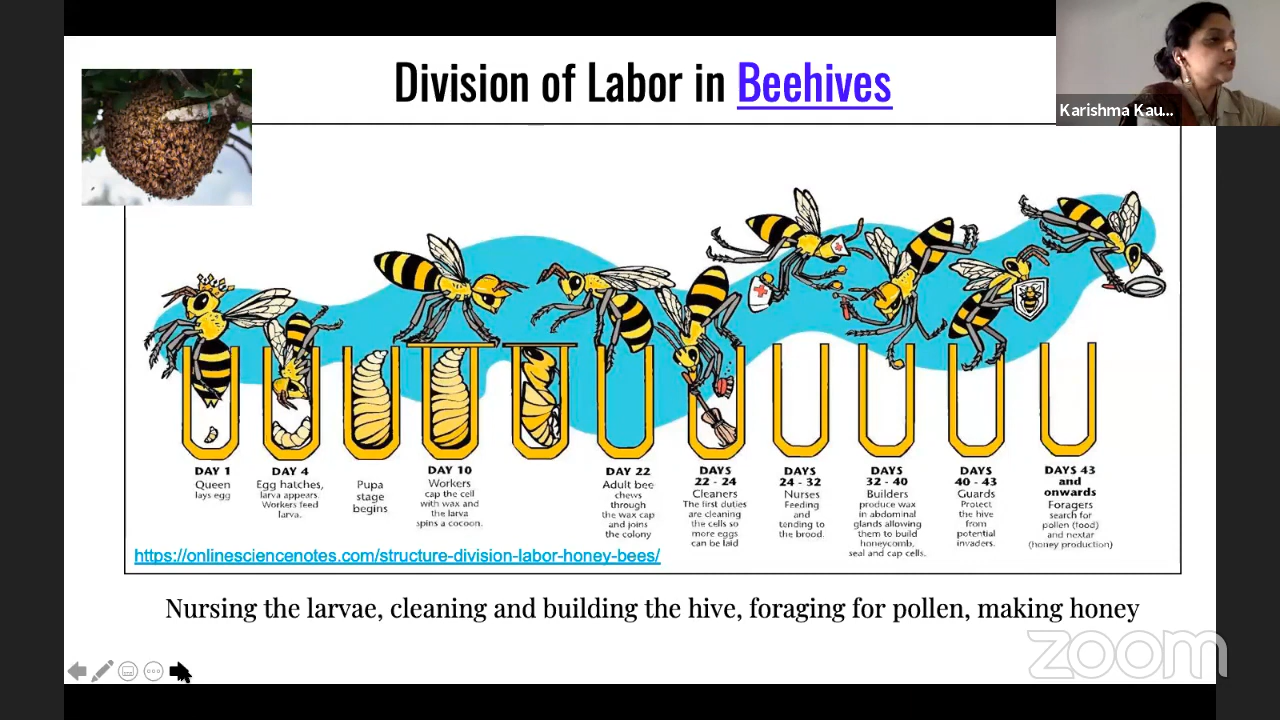 Division of Labor in Beehives
Karishma Kau...
DAY 1
Queen
lays egg
DAY 4
Egg hatches,
larva appears.
Workers feed
larva.
Pupa
stage
begins
DAY 10
Workers
cap the cell
with wax and
the larva
spins a cocoon.
DAY 22
Adult bee
chews
through
the wax cap
and joins
the colony
DAYS
22 - 24
Cleaners
The first duties
are cleaning
the cells so
more eggs
can be laid
DAYS
24 - 32
Nurses
Feeding
and
tending to
the brood.
DAYS
32 - 40
Builders
produce wax
in abdominal
glands allowing
them to build
honeycomb,
seal and cap cells.
DAYS
40 - 43
Guards
Protect
the hive
from
potential
invaders.
DAYS 43
and
onwards
Foragers
search for
pollen (food)
and nextar
(honey production)
https://onlinesciencenotes.com/structure-division-labor-honey-bees/
Nursing the larvae, cleaning and building the hive, foraging for pollen, making honey
zoom